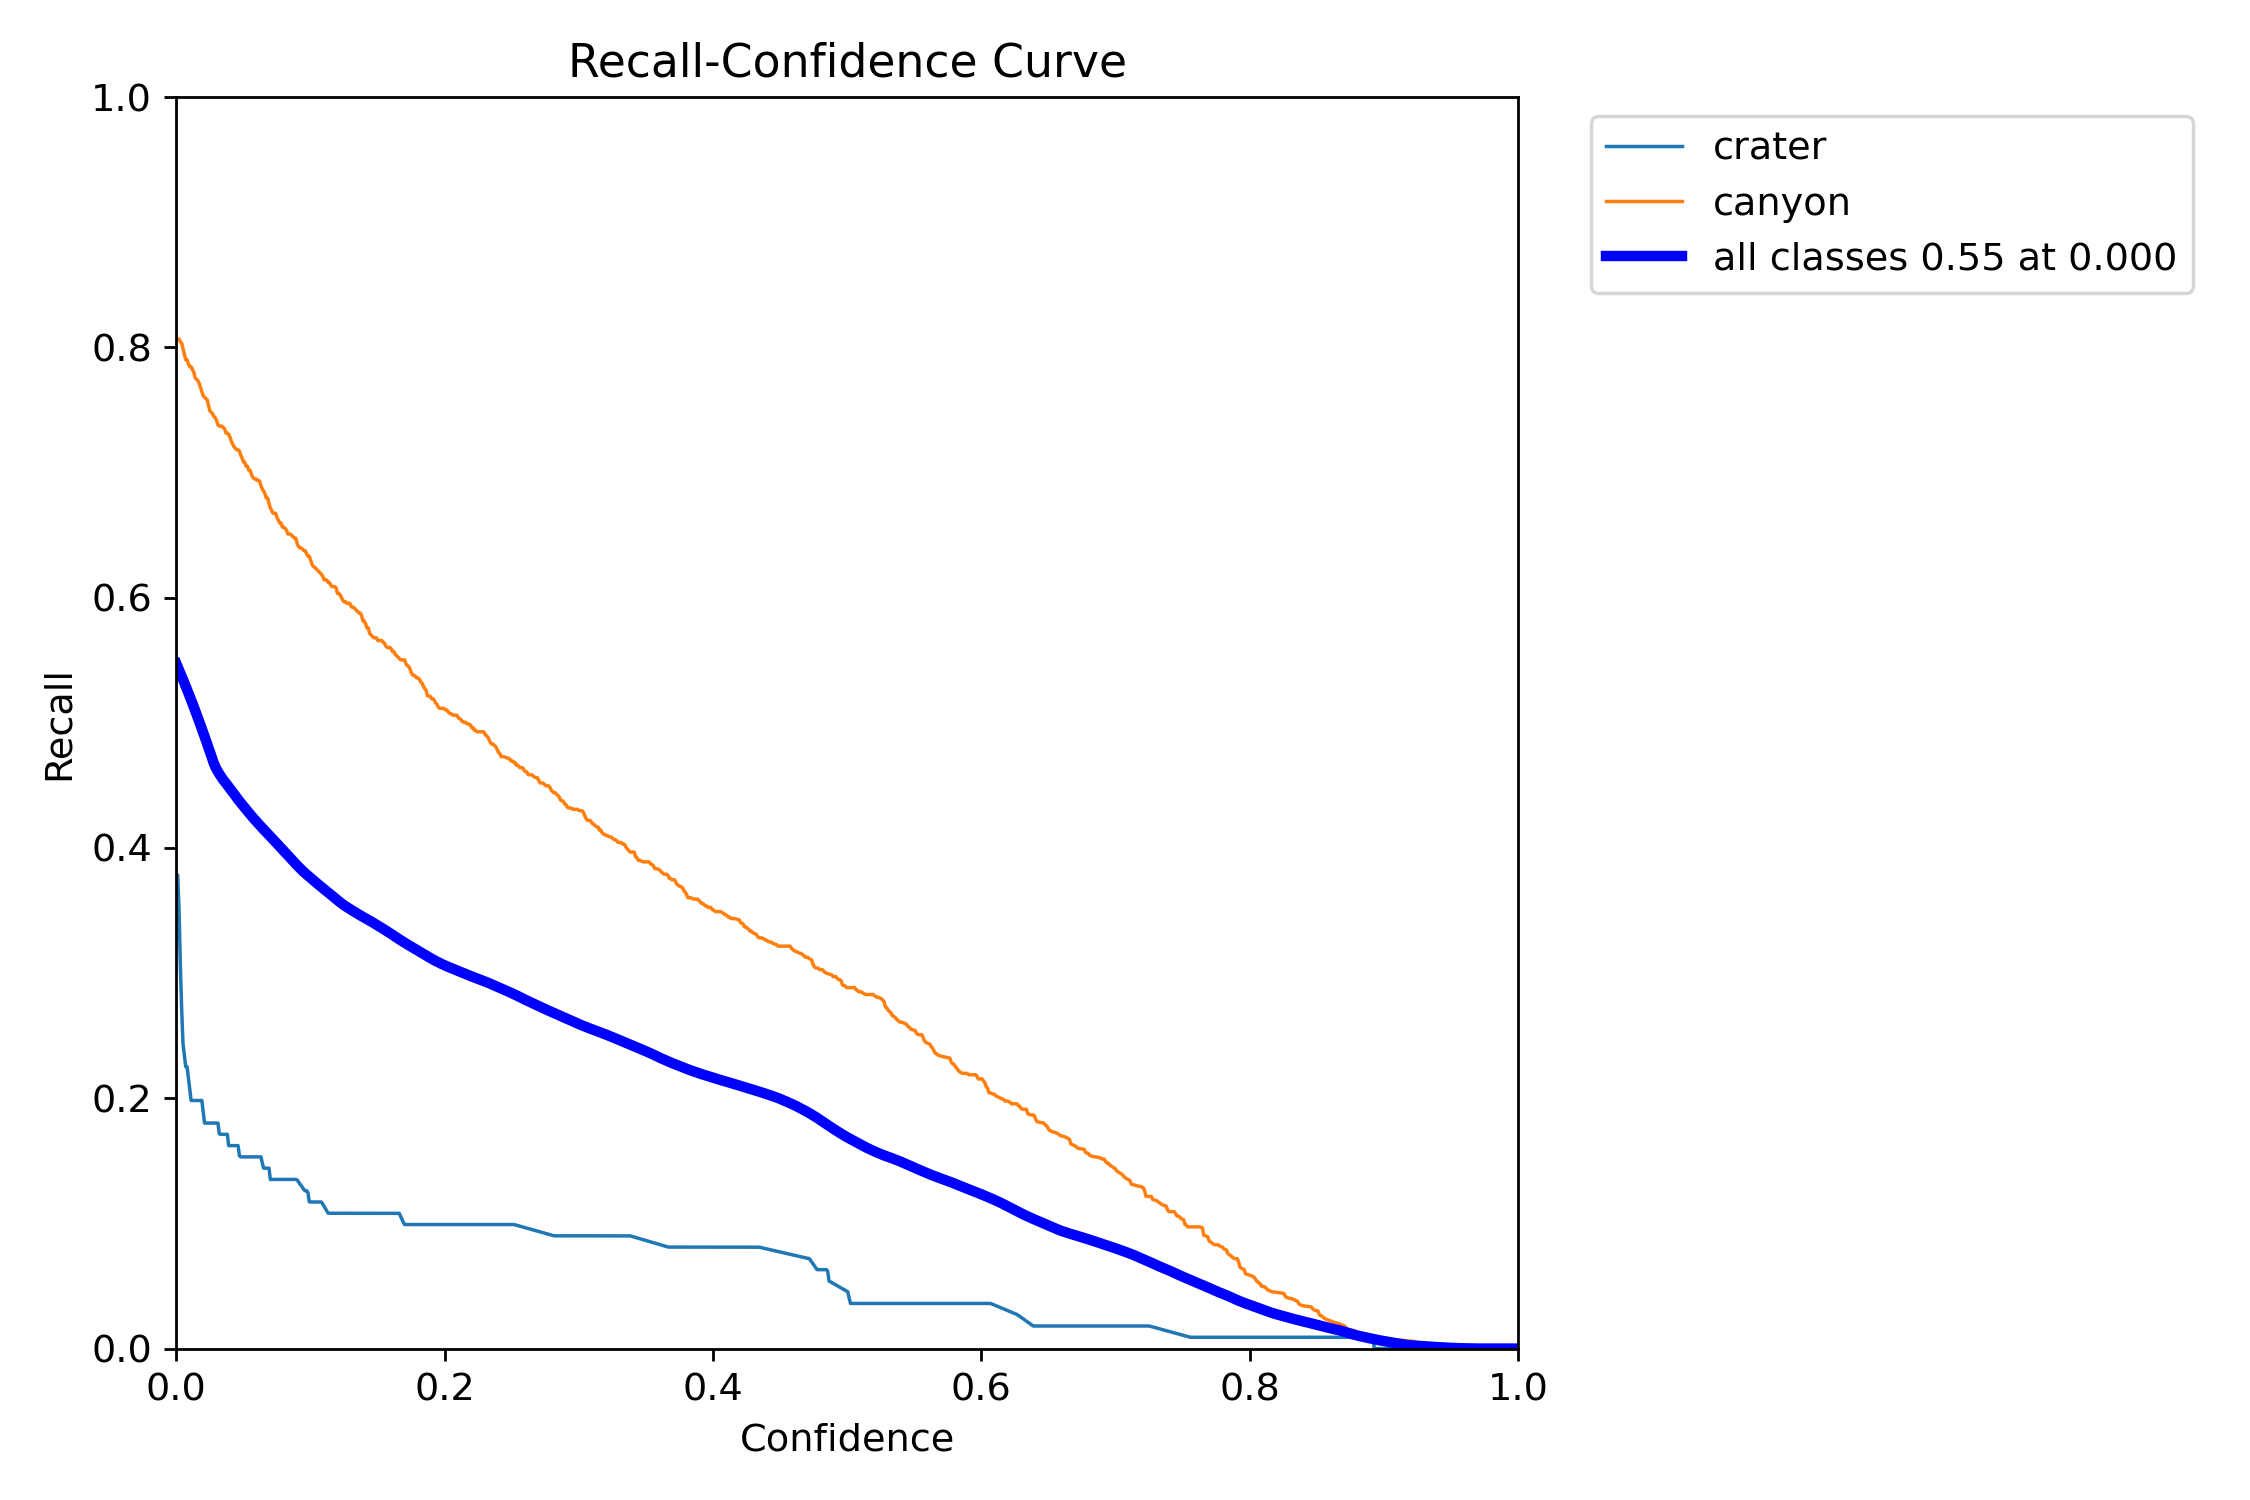 Recall-Confidence Curve
1.0
0.8
0.6
0.4
0.2
0.0
Recall
0.0 0.2 0.4 0.6 0.8 1.0
Confidence
crater
canyon
all classes 0.55 at 0.000